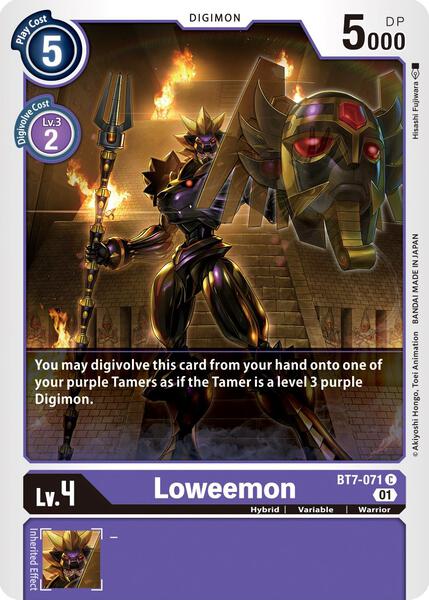 DIGIMON
Play Cost
5
DP
5000
Digivolve Cost
Lv.3
2
Hisashi Fujiwara
© Akiyoshi Hongo, Toei Animation BANDAI MADE IN JAPAN
You may digivolve this card from your hand onto one of
your purple Tamers as if the Tamer is a level 3 purple
Digimon.
Lv.4
Loweemon
BT7-071 C
01
Hybrid | Variable | Warrior
Inherited Effect
–